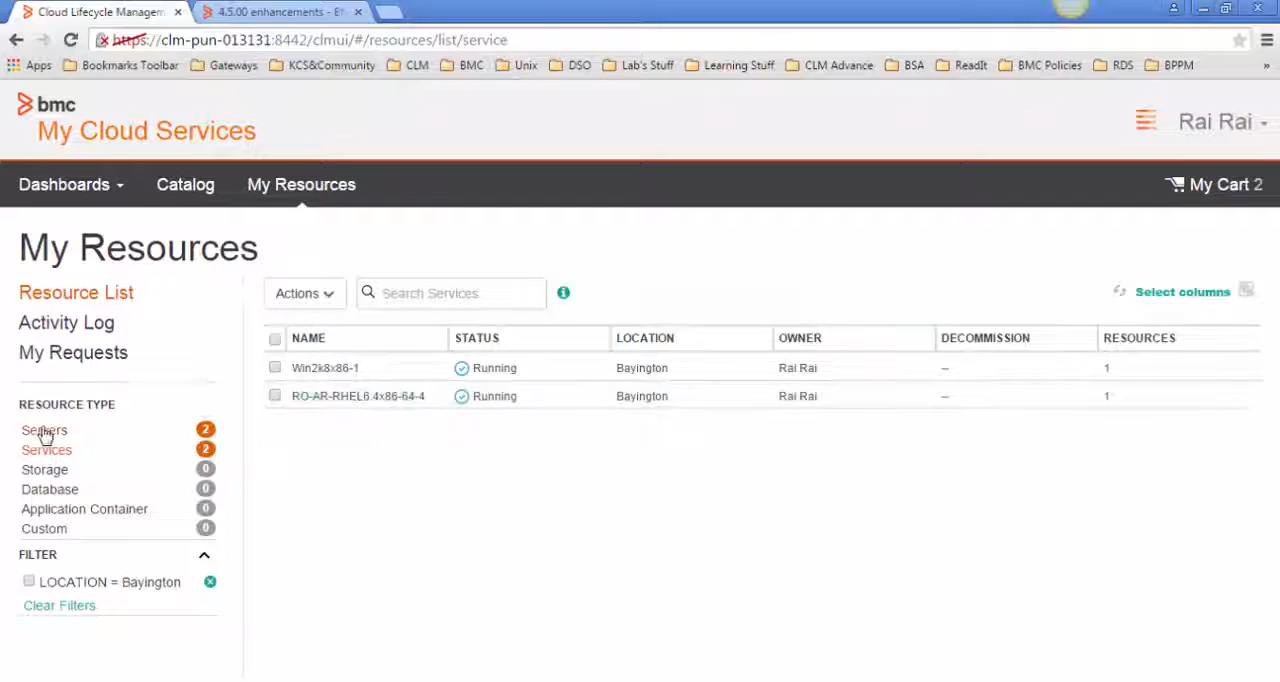 Cloud Lifecycle Managem × 4.5.00 enhancements - ×
https://clm-pun-013131:8442/clmui/#/resources/list/service
Apps Bookmarks Toolbar Gateways KCS&Community CLM BMC Unix DSO Lab's Stuff Learning Stuff CLM Advance BSA ReadIt BMC Policies RDS BPPM »
bmc
My Cloud Services
Rai Rai
Dashboards Catalog My Resources My Cart 2
My Resources
Resource List
Activity Log
My Requests
RESOURCE TYPE
Servers 2
Services 2
Storage 0
Database 0
Application Container 0
Custom 0
FILTER
LOCATION = Bayington
Clear Filters
Actions Search Services Select columns
NAME STATUS LOCATION OWNER DECOMMISSION RESOURCES
Win2k8x86-1 Running Bayington Rai Rai -- 1
RO-AR-RHEL6.4x86-64-4 Running Bayington Rai Rai -- 1